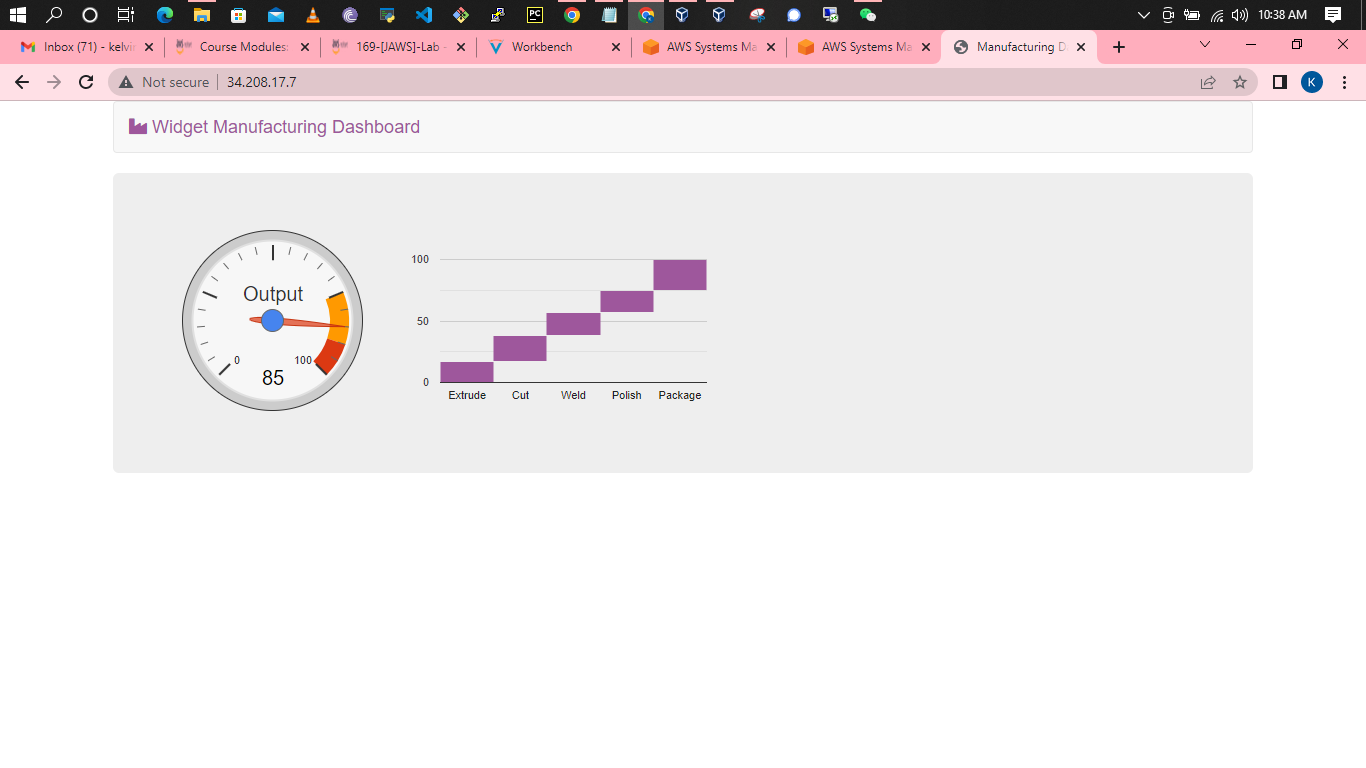 PC
10:38 AM
Inbox (71) - kelvi
Course Modules:
169-[JAWS]-Lab -
Workbench
AWS Systems Ma
AWS Systems Ma
Manufacturing D
Not secure
34.208.17.7
K
Widget Manufacturing Dashboard
Output
0
100
85
100
50
0
Extrude
Cut
Weld
Polish
Package